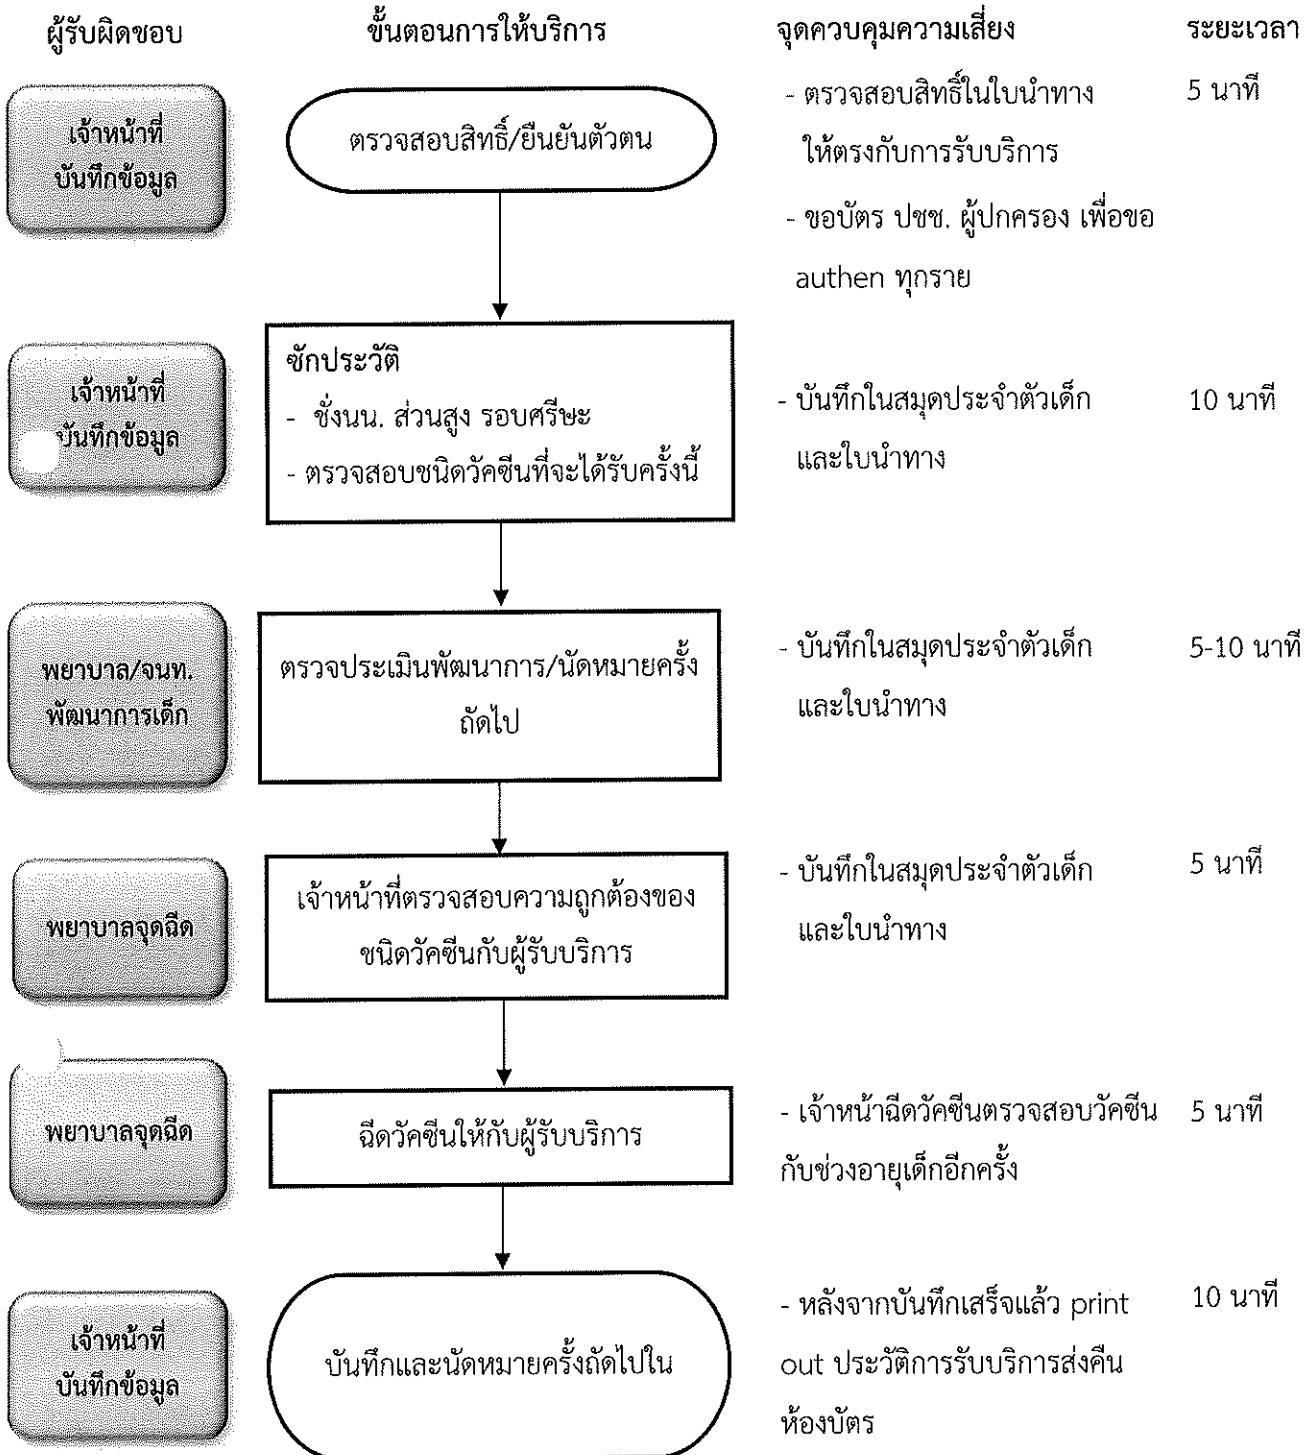 ผู้รับผิดชอบ
ขั้นตอนการให้บริการ
จุดควบคุมความเสี่ยง
ระยะเวลา
เจ้าหน้าที่
บันทึกข้อมูล
ตรวจสอบสิทธิ์/ยืนยันตัวตน
- ตรวจสอบสิทธิ์ในใบนำทาง
ให้ตรงกับการรับบริการ
- ขอบัตร ปชช. ผู้ปกครอง เพื่อขอ
authen ทุกราย
5 นาที
เจ้าหน้าที่
บันทึกข้อมูล
ซักประวัติ
- ชั่งนน. ส่วนสูง รอบศรีษะ
- ตรวจสอบชนิดวัคซีนที่จะได้รับครั้งนี้
- บันทึกในสมุดประจำตัวเด็ก
และใบนำทาง
10 นาที
พยาบาล/จนท.
พัฒนาการเด็ก
ตรวจประเมินพัฒนาการ/นัดหมายครั้ง
ถัดไป
- บันทึกในสมุดประจำตัวเด็ก
และใบนำทาง
5-10 นาที
พยาบาลจุดฉีด
เจ้าหน้าที่ตรวจสอบความถูกต้องของ
ชนิดวัคซีนกับผู้รับบริการ
- บันทึกในสมุดประจำตัวเด็ก
และใบนำทาง
5 นาที
พยาบาลจุดฉีด
ฉีดวัคซีนให้กับผู้รับบริการ
- เจ้าหน้าฉีดวัคซีนตรวจสอบวัคซีน
กับช่วงอายุเด็กอีกครั้ง
5 นาที
เจ้าหน้าที่
บันทึกข้อมูล
บันทึกและนัดหมายครั้งถัดไปใน
- หลังจากบันทึกเสร็จแล้ว print
out ประวัติการรับบริการส่งคืน
ห้องบัตร
10 นาที